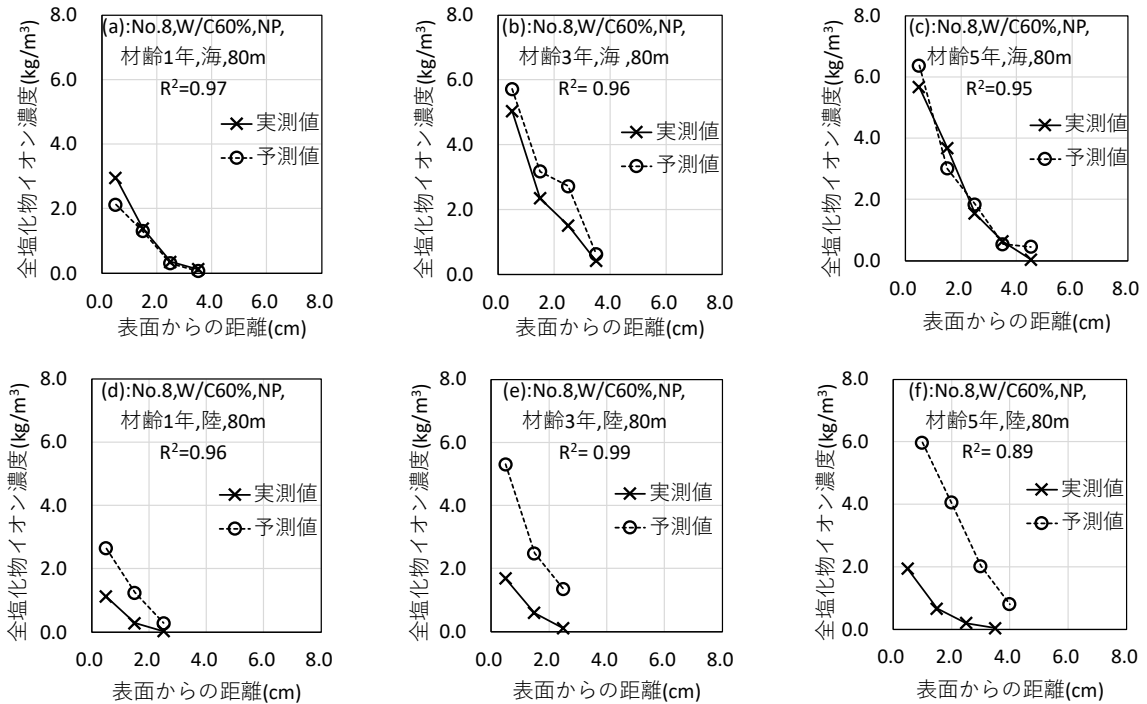 全塩化物イオン濃度(kg/m³)
8.0
6.0
4.0
2.0
0.0
(a):No.8,W/C60%,NP,
材齢1年,海,80m
R²=0.97
実測値
予測値
0.0 2.0 4.0 6.0 8.0
表面からの距離(cm)
全塩化物イオン濃度(kg/m³)
8.0
6.0
4.0
2.0
0.0
(b):No.8,W/C60%,NP,
材齢3年,海 ,80m
R²= 0.96
実測値
予測値
0.0 2.0 4.0 6.0 8.0
表面からの距離(cm)
全塩化物イオン濃度(kg/m³)
8.0
6.0
4.0
2.0
0.0
(c):No.8,W/C60%,NP,
材齢5年,海,80m
R²=0.95
実測値
予測値
0.0 2.0 4.0 6.0 8.0
表面からの距離(cm)
全塩化物イオン濃度(kg/m³)
8.0
6.0
4.0
2.0
0.0
(d):No.8,W/C60%,NP,
材齢1年,陸,80m
R²=0.96
実測値
予測値
0.0 2.0 4.0 6.0 8.0
表面からの距離(cm)
全塩化物イオン濃度(kg/m³)
8.0
6.0
4.0
2.0
0.0
(e):No.8,W/C60%,NP,
材齢3年,陸,80m
R²= 0.99
実測値
予測値
0.0 2.0 4.0 6.0 8.0
表面からの距離(cm)
全塩化物イオン濃度(kg/m³)
8.0
6.0
4.0
2.0
0.0
(f):No.8,W/C60%,NP,
材齢5年,陸,80m
R²= 0.89
実測値
予測値
0.0 2.0 4.0 6.0 8.0
表面からの距離(cm)